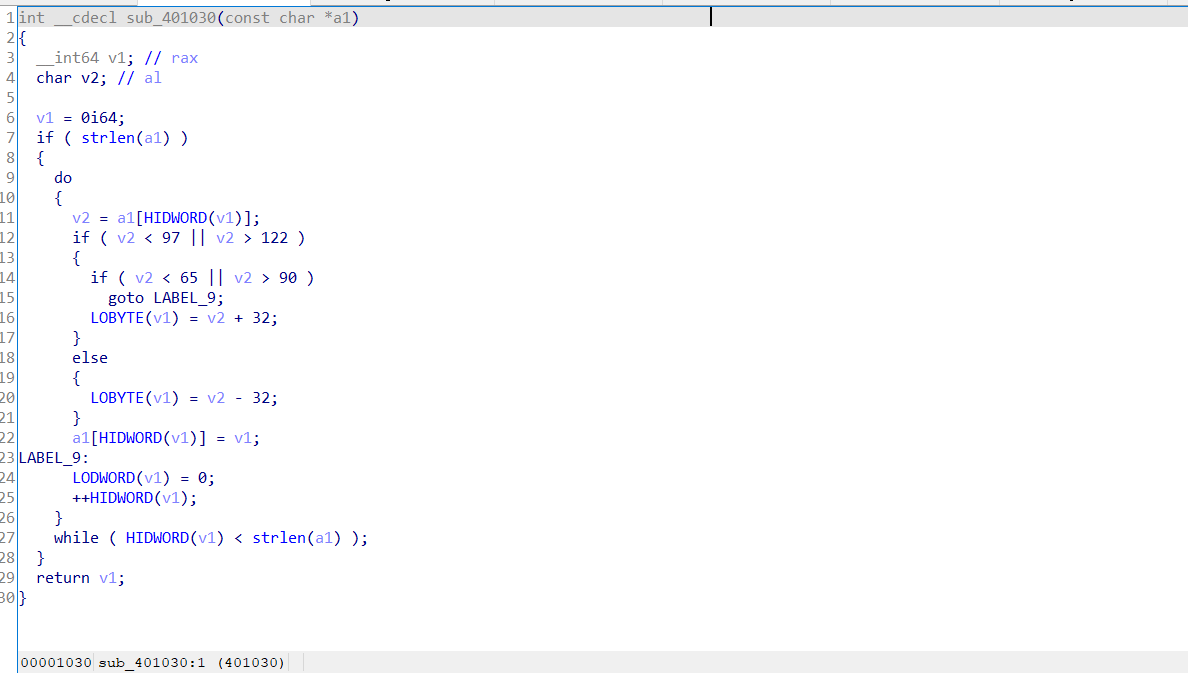 1 int __cdecl sub_401030(const char *a1)
2 {
3   __int64 v1; // rax
4   char v2; // al
5
6   v1 = 0i64;
7   if ( strlen(a1) )
8   {
9     do
10     {
11       v2 = a1[HIDWORD(v1)];
12       if ( v2 < 97 || v2 > 122 )
13       {
14         if ( v2 < 65 || v2 > 90 )
15           goto LABEL_9;
16         LOBYTE(v1) = v2 + 32;
17       }
18       else
19       {
20         LOBYTE(v1) = v2 - 32;
21       }
22       a1[HIDWORD(v1)] = v1;
23 LABEL_9:
24       LODWORD(v1) = 0;
25       ++HIDWORD(v1);
26     }
27     while ( HIDWORD(v1) < strlen(a1) );
28   }
29   return v1;
30 }
00001030 sub_401030:1 (401030)